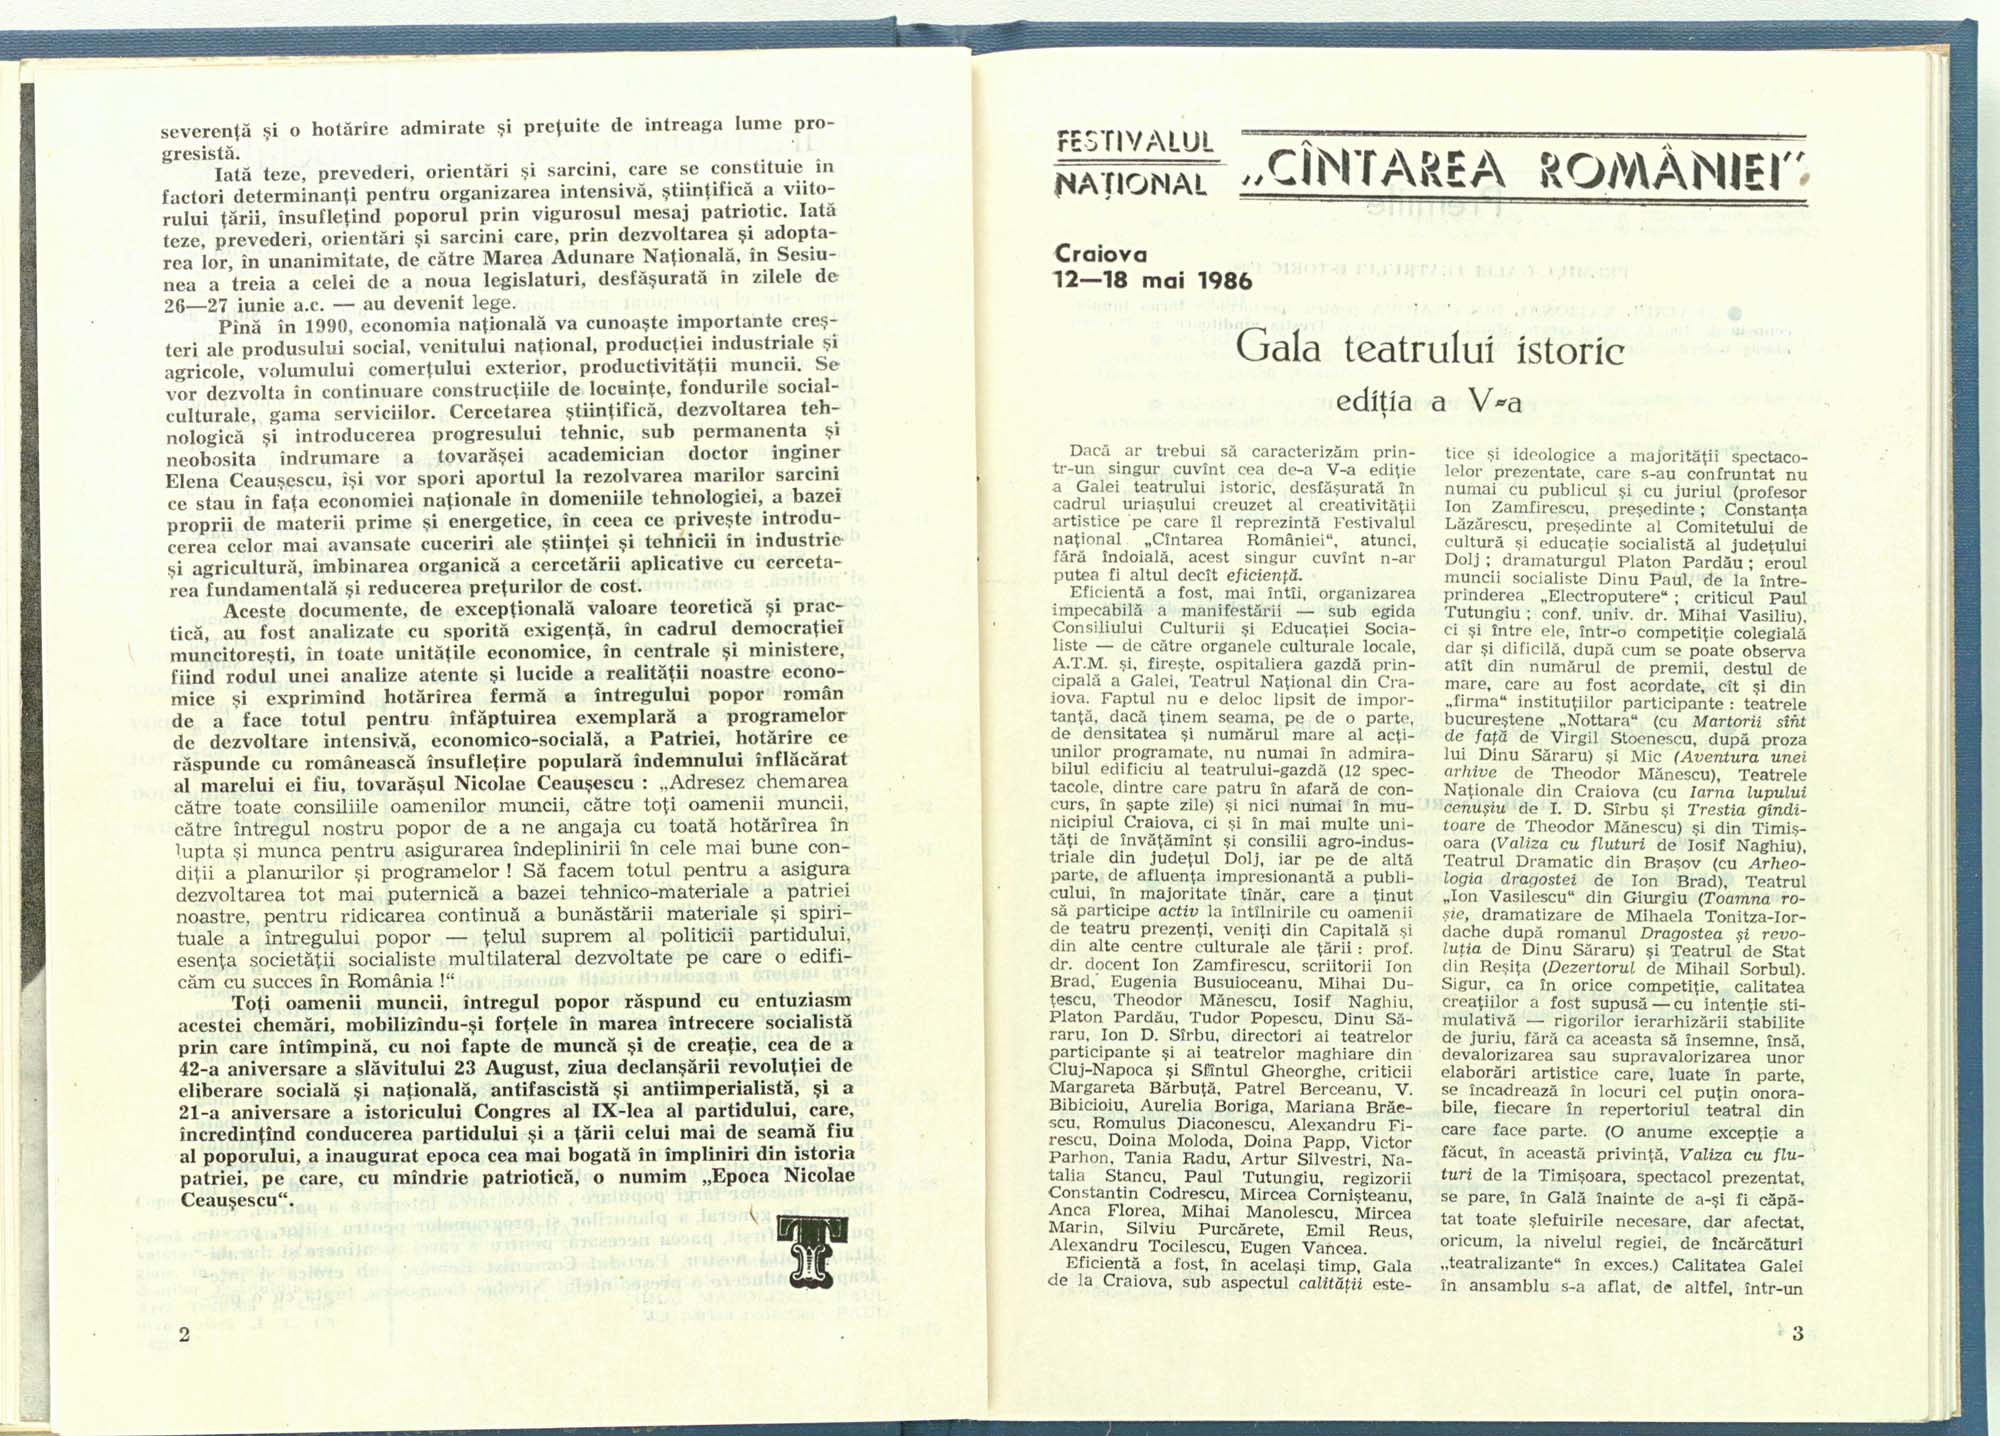 severență și o hotărîre admirate și prețuite de întreaga lume pro-
gresistă.
Iată teze, prevederi, orientări și sarcini, care se constituie în
factori determinanți pentru organizarea intensivă, științifică a viito-
rului țării, însuflețind poporul prin vigurosul mesaj patriotic. Iată
teze, prevederi, orientări și sarcini care, prin dezvoltarea și adopta-
rea lor, în unanimitate, de către Marea Adunare Națională, în Sesiu-
nea a treia a celei de a noua legislaturi, desfășurată în zilele de
26—27 iunie a.c. — au devenit lege.
Pînă în 1990, economia națională va cunoaște importante creș-
teri ale produsului social, venitului național, producției industriale și
agricole, volumului comerțului exterior, productivității muncii. Se
vor dezvolta în continuare construcțiile de locuințe, fondurile social-
culturale, gama serviciilor. Cercetarea științifică, dezvoltarea teh-
nologică și introducerea progresului tehnic, sub permanenta și
neobosita îndrumare a tovarășei academician doctor inginer
Elena Ceaușescu, își vor spori aportul la rezolvarea marilor sarcini
ce stau în fața economiei naționale în domeniile tehnologiei, a bazei
proprii de materii prime și energetice, în ceea ce privește introdu-
cerea celor mai avansate cuceriri ale științei și tehnicii în industrie
și agricultură, îmbinarea organică a cercetării aplicative cu cerceta-
rea fundamentală și reducerea prețurilor de cost.
Aceste documente, de excepțională valoare teoretică și prac-
tică, au fost analizate cu sporită exigență, în cadrul democrației
muncitorești, în toate unitățile economice, în centrale și ministere,
fiind rodul unei analize atente și lucide a realității noastre econo-
mice și exprimînd hotărîrea fermă a întregului popor român
de a face totul pentru înfăptuirea exemplară a programelor
de dezvoltare intensivă, economico-socială, a Patriei, hotărîre ce
răspunde cu românească însuflețire populară îndemnului înflăcărat
al marelui ei fiu, tovarășul Nicolae Ceaușescu : „Adresez chemarea
către toate consiliile oamenilor muncii, către toți oamenii muncii,
către întregul nostru popor de a ne angaja cu toată hotărîrea în
lupta și munca pentru asigurarea îndeplinirii în cele mai bune con-
diții a planurilor și programelor ! Să facem totul pentru a asigura
dezvoltarea tot mai puternică a bazei tehnico-materiale a patriei
noastre, pentru ridicarea continuă a bunăstării materiale și spiri-
tuale a întregului popor — țelul suprem al politicii partidului,
esența societății socialiste multilateral dezvoltate pe care o edifi-
căm cu succes în România !“
Toți oamenii muncii, întregul popor răspund cu entuziasm
acestei chemări, mobilizîndu-și forțele în marea întrecere socialistă
prin care întîmpină, cu noi fapte de muncă și de creație, cea de a
42-a aniversare a slăvitului 23 August, ziua declanșării revoluției de
eliberare socială și națională, antifascistă și antiimperialistă, și a
21-a aniversare a istoricului Congres al IX-lea al partidului, care,
încredințînd conducerea partidului și a țării celui mai de seamă fiu
al poporului, a inaugurat epoca cea mai bogată în împliniri din istoria
patriei, pe care, cu mîndrie patriotică, o numim „Epoca Nicolae
Ceaușescu“.
T
2
FESTIVALUL
NAȚIONAL
„CÎNTAREA ROMÂNIEI“
Craiova
12—18 mai 1986
Gala teatrului istoric
ediția a V-a
Dacă ar trebui să caracterizăm prin-
tr-un singur cuvînt cea de-a V-a ediție
a Galei teatrului istoric, desfășurată în
cadrul uriașului creuzet al creativității
artistice pe care îl reprezintă Festivalul
național „Cîntarea României“, atunci,
fără îndoială, acest singur cuvînt n-ar
putea fi altul decît eficiență.
Eficientă a fost, mai întîi, organizarea
impecabilă a manifestării — sub egida
Consiliului Culturii și Educației Socia-
liste — de către organele culturale locale,
A.T.M. și, firește, ospitaliera gazdă prin-
cipală a Galei, Teatrul Național din Cra-
iova. Faptul nu e deloc lipsit de impor-
tanță, dacă ținem seama, pe de o parte,
de densitatea și numărul mare al acți-
unilor programate, nu numai în admira-
bilul edificiu al teatrului-gazdă (12 spec-
tacole, dintre care patru în afară de con-
curs, în șapte zile) și nici numai în mu-
nicipiul Craiova, ci și în mai multe uni-
tăți de învățămînt și consilii agro-indus-
triale din județul Dolj, iar pe de altă
parte, de afluența impresionantă a publi-
cului, în majoritate tînăr, care a ținut
să participe activ la întîlnirile cu oamenii
de teatru prezenți, veniți din Capitală și
din alte centre culturale ale țării : prof.
dr. docent Ion Zamfirescu, scriitorii Ion
Brad, Eugenia Busuioceanu, Mihai Du-
țescu, Theodor Mănescu, Iosif Naghiu,
Platon Pardău, Tudor Popescu, Dinu Să-
raru, Ion D. Sîrbu, directori ai teatrelor
participante și ai teatrelor maghiare din
Cluj-Napoca și Sfîntul Gheorghe, criticii
Margareta Bărbuță, Patrel Berceanu, V.
Bibicioiu, Aurelia Boriga, Mariana Brăe-
scu, Romulus Diaconescu, Alexandru Fi-
rescu, Doina Moloda, Doina Papp, Victor
Parhon, Tania Radu, Artur Silvestri, Na-
talia Stancu, Paul Tutungiu, regizorii
Constantin Codrescu, Mircea Cornișteanu,
Anca Florea, Mihai Manolescu, Mircea
Marin, Silviu Purcărete, Emil Reus,
Alexandru Tocilescu, Eugen Vancea.
Eficientă a fost, în același timp, Gala
de la Craiova, sub aspectul calității este-
tice și ideologice a majorității spectaco-
lelor prezentate, care s-au confruntat nu
numai cu publicul și cu juriul (profesor
Ion Zamfirescu, președinte ; Constanța
Lăzărescu, președinte al Comitetului de
cultură și educație socialistă al județului
Dolj ; dramaturgul Platon Pardău ; eroul
muncii socialiste Dinu Paul, de la între-
prinderea „Electroputere“ ; criticul Paul
Tutungiu ; conf. univ. dr. Mihai Vasiliu),
ci și între ele, într-o competiție colegială
dar și dificilă, după cum se poate observa
atît din numărul de premii, destul de
mare, care au fost acordate, cît și din
„firma“ instituțiilor participante : teatrele
bucureștene „Nottara“ (cu Martorii sînt
de față de Virgil Stoenescu, după proza
lui Dinu Săraru) și Mic (Aventura unei
arhive de Theodor Mănescu), Teatrele
Naționale din Craiova (cu Iarna lupului
cenușiu de I. D. Sîrbu și Trestia gîndi-
toare de Theodor Mănescu) și din Timiș-
oara (Valiza cu fluturi de Iosif Naghiu),
Teatrul Dramatic din Brașov (cu Arheo-
logia dragostei de Ion Brad), Teatrul
„Ion Vasilescu“ din Giurgiu (Toamna ro-
șie, dramatizare de Mihaela Tonitza-Ior-
dache după romanul Dragostea și revo-
luția de Dinu Săraru) și Teatrul de Stat
din Reșița (Dezertorul de Mihail Sorbul).
Sigur, ca în orice competiție, calitatea
creațiilor a fost supusă — cu intenție sti-
mulativă — rigorilor ierarhizării stabilite
de juriu, fără ca aceasta să însemne, însă,
devalorizarea sau supravalorizarea unor
elaborări artistice care, luate în parte,
se încadrează în locuri cel puțin onora-
bile, fiecare în repertoriul teatral din
care face parte. (O anume excepție a
făcut, în această privință, Valiza cu flu-
turi de la Timișoara, spectacol prezentat,
se pare, în Gală înainte de a-și fi căpă-
tat toate șlefuirile necesare, dar afectat,
oricum, la nivelul regiei, de încărcături
„teatralizante“ în exces.) Calitatea Galei
în ansamblu s-a aflat, de altfel, într-un
3